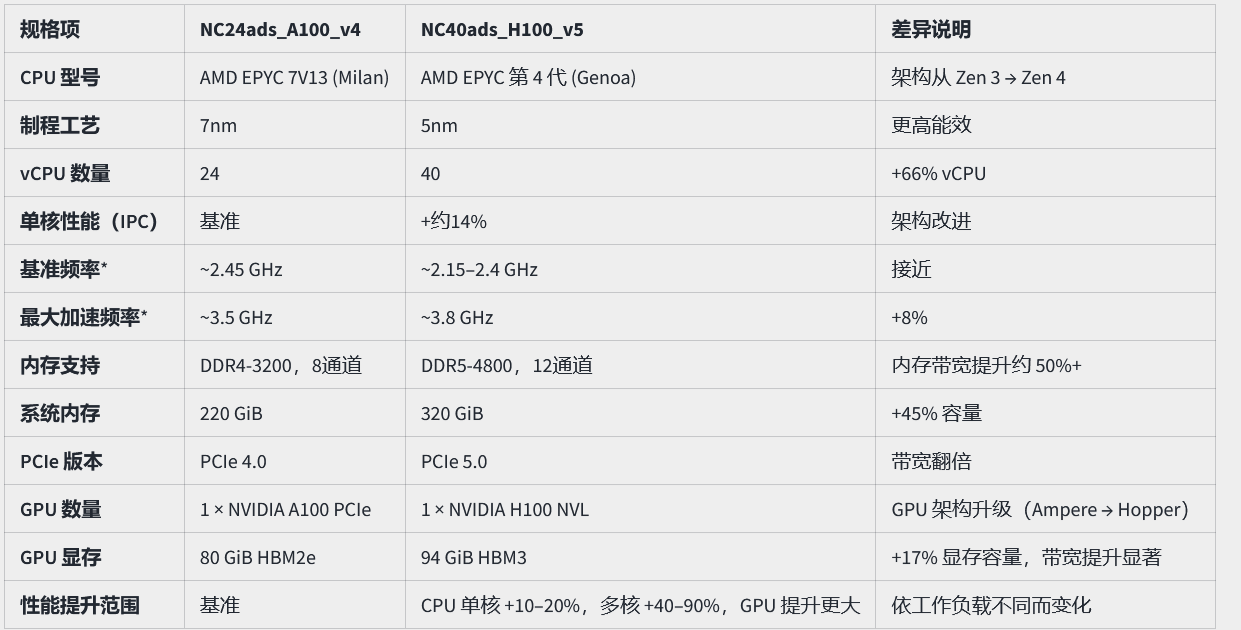 规格项 NC24ads_A100_v4 NC40ads_H100_v5 差异说明
CPU 型号 AMD EPYC 7V13 (Milan) AMD EPYC 第 4 代 (Genoa) 架构从 Zen 3 → Zen 4
制程工艺 7nm 5nm 更高能效
vCPU 数量 24 40 +66% vCPU
单核性能（IPC） 基准 +约14% 架构改进
基准频率* ~2.45 GHz ~2.15–2.4 GHz 接近
最大加速频率* ~3.5 GHz ~3.8 GHz +8%
内存支持 DDR4-3200，8通道 DDR5-4800，12通道 内存带宽提升约 50%+
系统内存 220 GiB 320 GiB +45% 容量
PCIe 版本 PCIe 4.0 PCIe 5.0 带宽翻倍
GPU 数量 1 × NVIDIA A100 PCIe 1 × NVIDIA H100 NVL GPU 架构升级（Ampere → Hopper）
GPU 显存 80 GiB HBM2e 94 GiB HBM3 +17% 显存容量，带宽提升显著
性能提升范围 基准 CPU 单核 +10–20%，多核 +40–90%，GPU 提升更大 依工作负载不同而变化